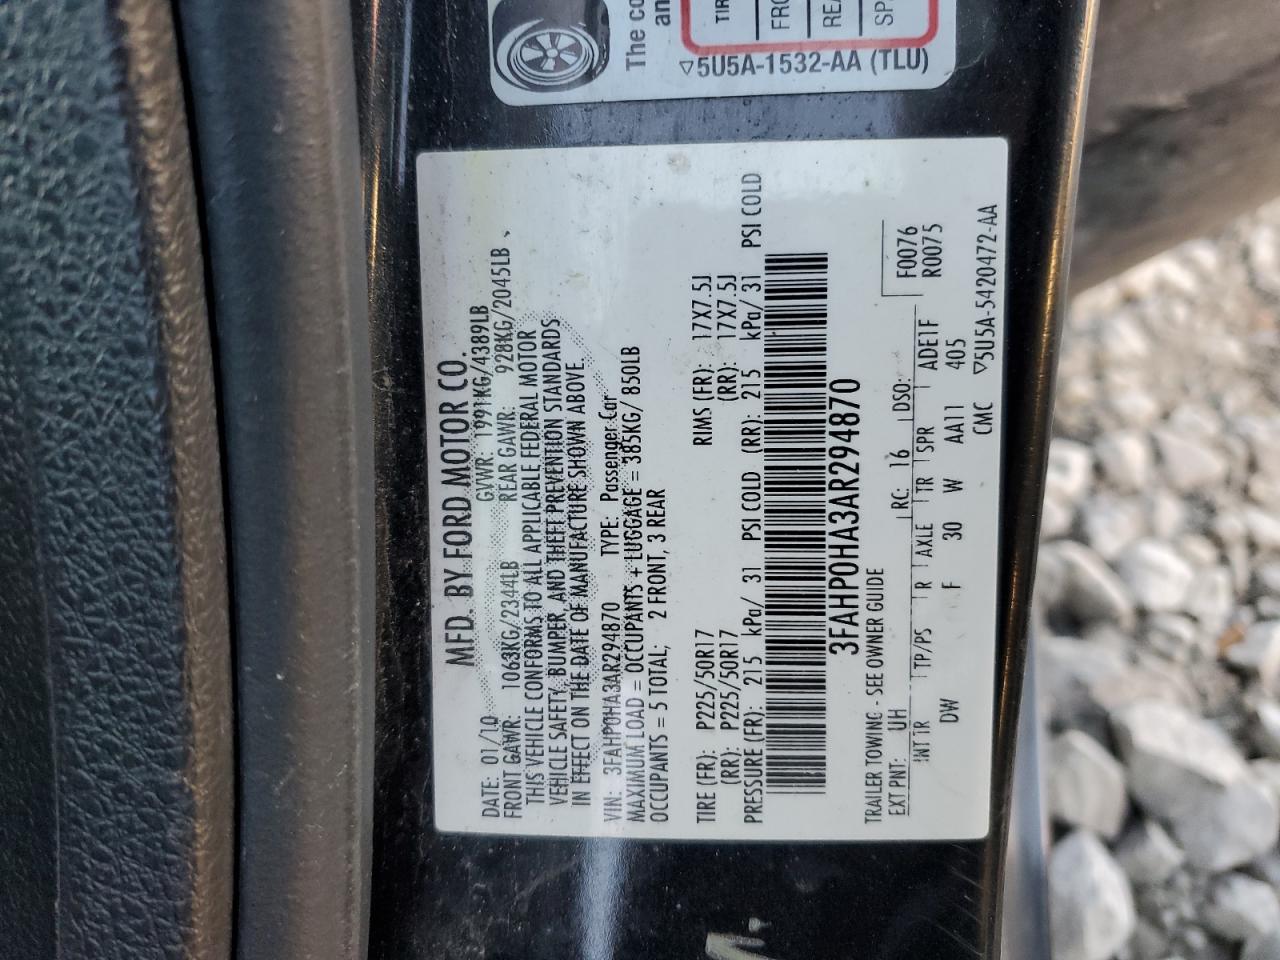 The co
an
TIR
FRO
REA
SP
▽5U5A-1532-AA (TLU)
MFD. BY FORD MOTOR CO.
DATE: 01/10 GVWR: 1991KG/4389LB
FRONT GAWR: 1063KG/2344LB REAR GAWR: 928KG/2045LB
THIS VEHICLE CONFORMS TO ALL APPLICABLE FEDERAL MOTOR
VEHICLE SAFETY, BUMPER, AND THEFT PREVENTION STANDARDS
IN EFFECT ON THE DATE OF MANUFACTURE SHOWN ABOVE.
VIN: 3FAHP0HA3AR294870 TYPE: Passenger Car
MAXIMUM LOAD = OCCUPANTS + LUGGAGE = 385KG/ 850LB
OCCUPANTS = 5 TOTAL; 2 FRONT, 3 REAR
TIRE (FR): P225/50R17 RIMS (FR): 17X7.5J
(RR): P225/50R17 (RR): 17X7.5J
PRESSURE (FR): 215 kPa/ 31 PSI COLD (RR): 215 kPa/ 31 PSI COLD
3FAHP0HA3AR294870
TRAILER TOWING - SEE OWNER GUIDE F0076
EXT PNT: UH RC: 16 DSO: R0075
INT TR TP/PS R AXLE TR SPR ADE1F
DW F 30 W AA11 405
CMC ▽5U5A-5420472-AA